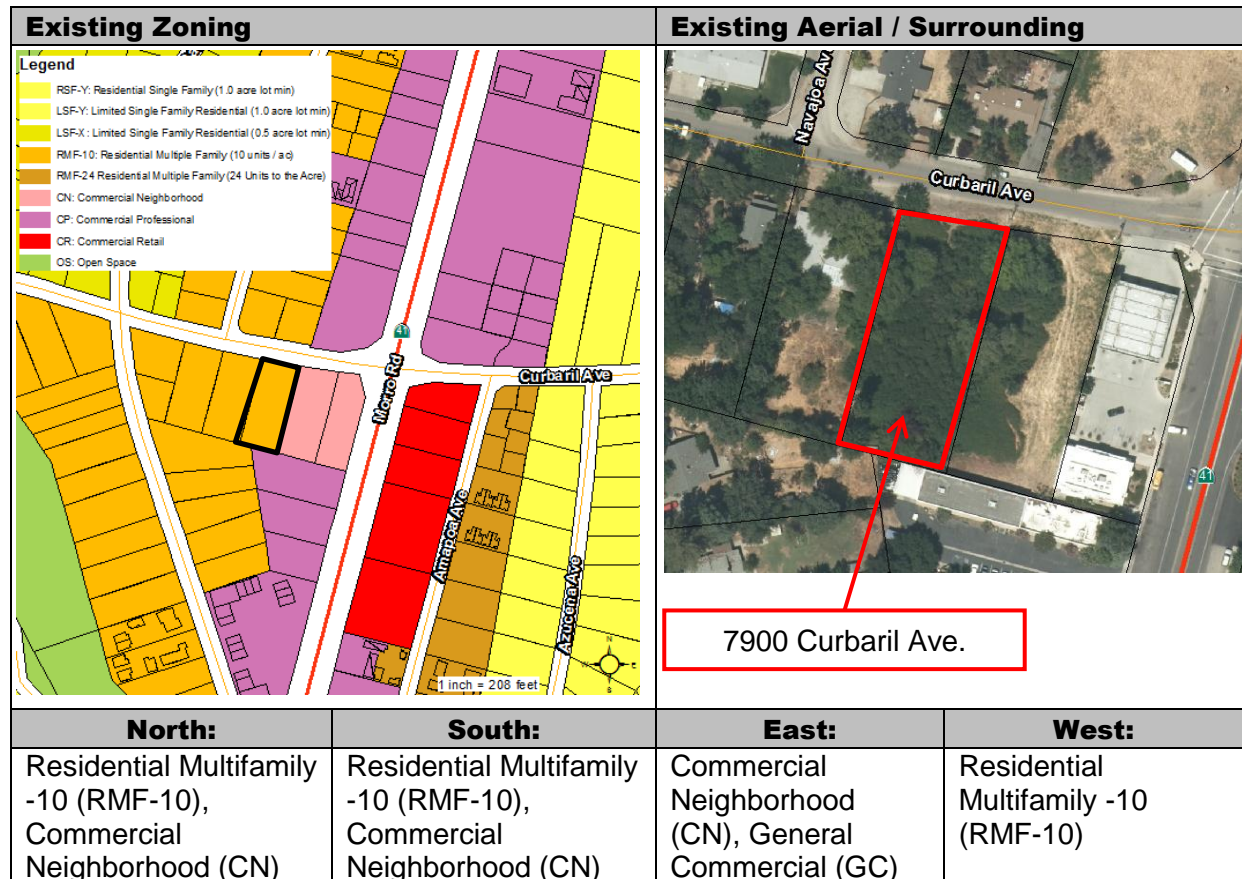 Existing Zoning
Existing Aerial / Surrounding
Legend
RSF-Y: Residential Single Family (1.0 acre lot min)
LSF-Y: Limited Single Family Residential (1.0 acre lot min)
LSF-X : Limited Single Family Residential (0.5 acre lot min)
RMF-10: Residential Multiple Family (10 units / ac)
RMF-24 Residential Multiple Family (24 Units to the Acre)
CN: Commercial Neighborhood
CP: Commercial Professional
CR: Commercial Retail
OS: Open Space
41
Morro Rd
Curbaril Ave
Amapoa Ave
Azucena Ave
N
W
E
S
1 inch = 208 feet
Navajoa Av
Curbaril Ave
41
7900 Curbaril Ave.
North:
South:
East:
West:
Residential Multifamily
-10 (RMF-10),
Commercial
Neighborhood (CN)
Residential Multifamily
-10 (RMF-10),
Commercial
Neighborhood (CN)
Commercial
Neighborhood
(CN), General
Commercial (GC)
Residential
Multifamily -10
(RMF-10)